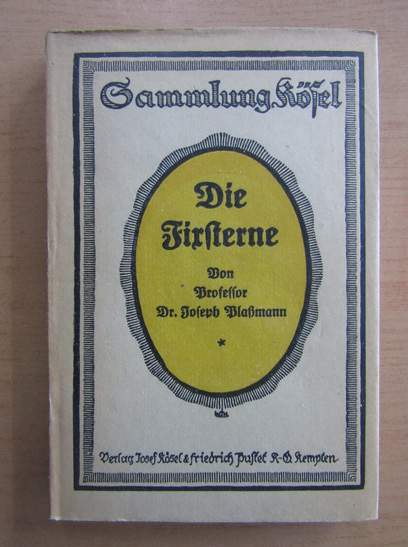 Sammlung Kösel
Die
Fixsterne
Von
Professor
Dr. Joseph Plaßmann
*
Verlag Josef Kösel & Friedrich Pustet K-G Kempten